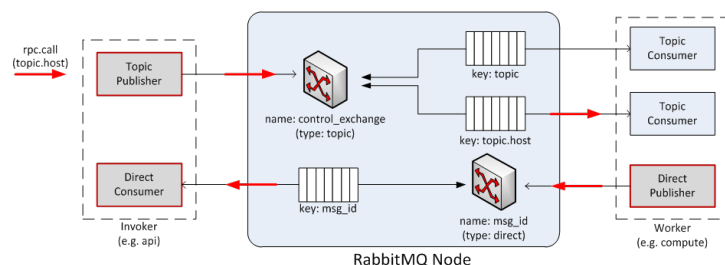 rpc.call
(topic.host)
Topic
Publisher
name: control_exchange
(type: topic)
key: topic
Topic
Consumer
key: topic.host
Topic
Consumer
Direct
Consumer
key: msg_id
name: msg_id
(type: direct)
Direct
Publisher
Invoker
(e.g. api)
Worker
(e.g. compute)
RabbitMQ Node